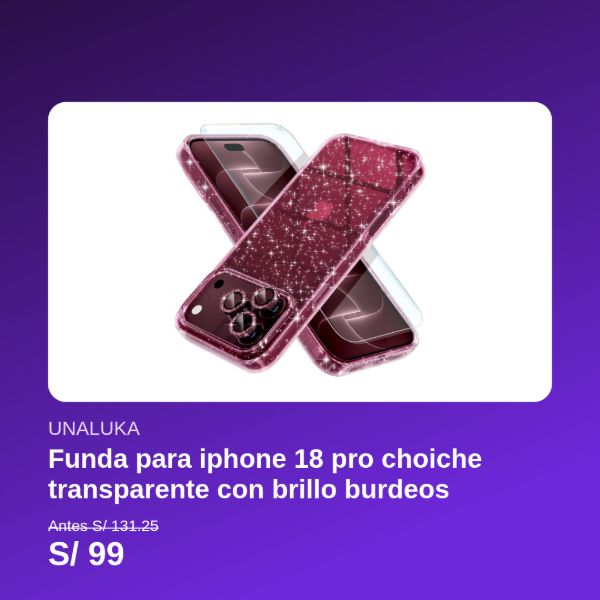 UNALUKA
Funda para iphone 18 pro choiche
transparente con brillo burdeos
Antes S/ 131.25
S/ 99